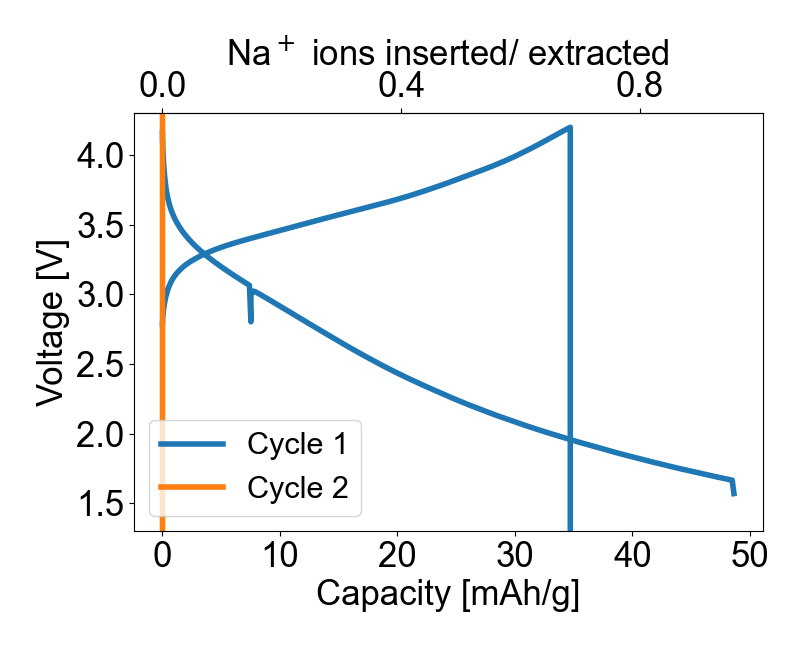 Na+ ions inserted/ extracted
0.0 0.4 0.8
Voltage [V]
4.0
3.5
3.0
2.5
2.0
1.5
Cycle 1
Cycle 2
0 10 20 30 40 50
Capacity [mAh/g]